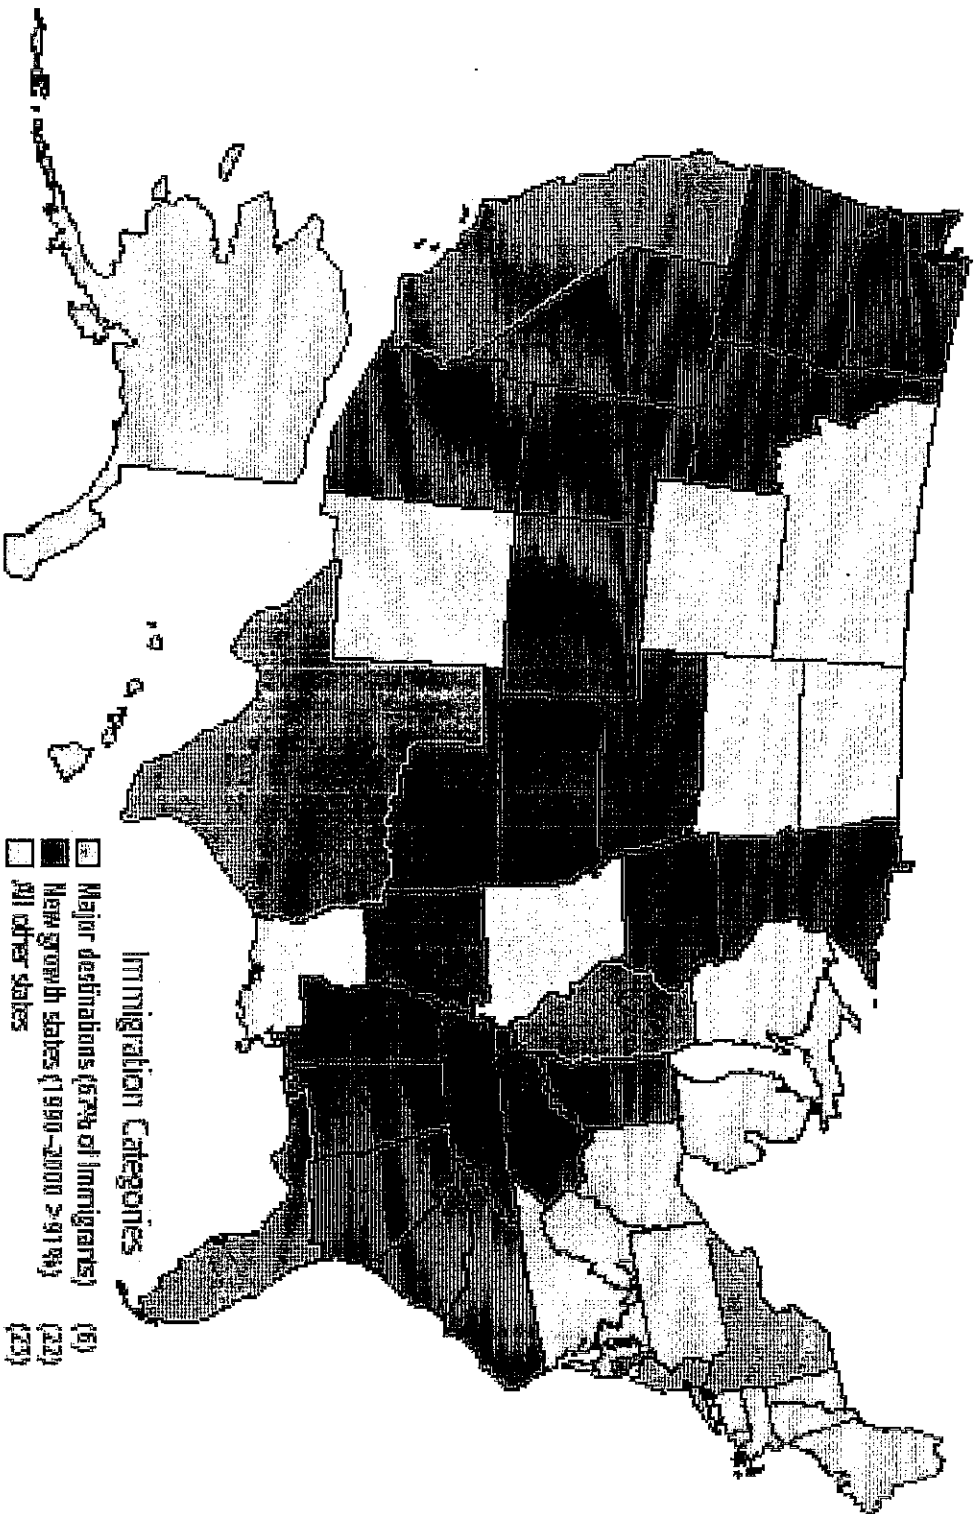 Immigration Categories
Major destinations (67% of Immigrants) (6)
New growth states (1990-2000 >91%) (22)
All other states (23)